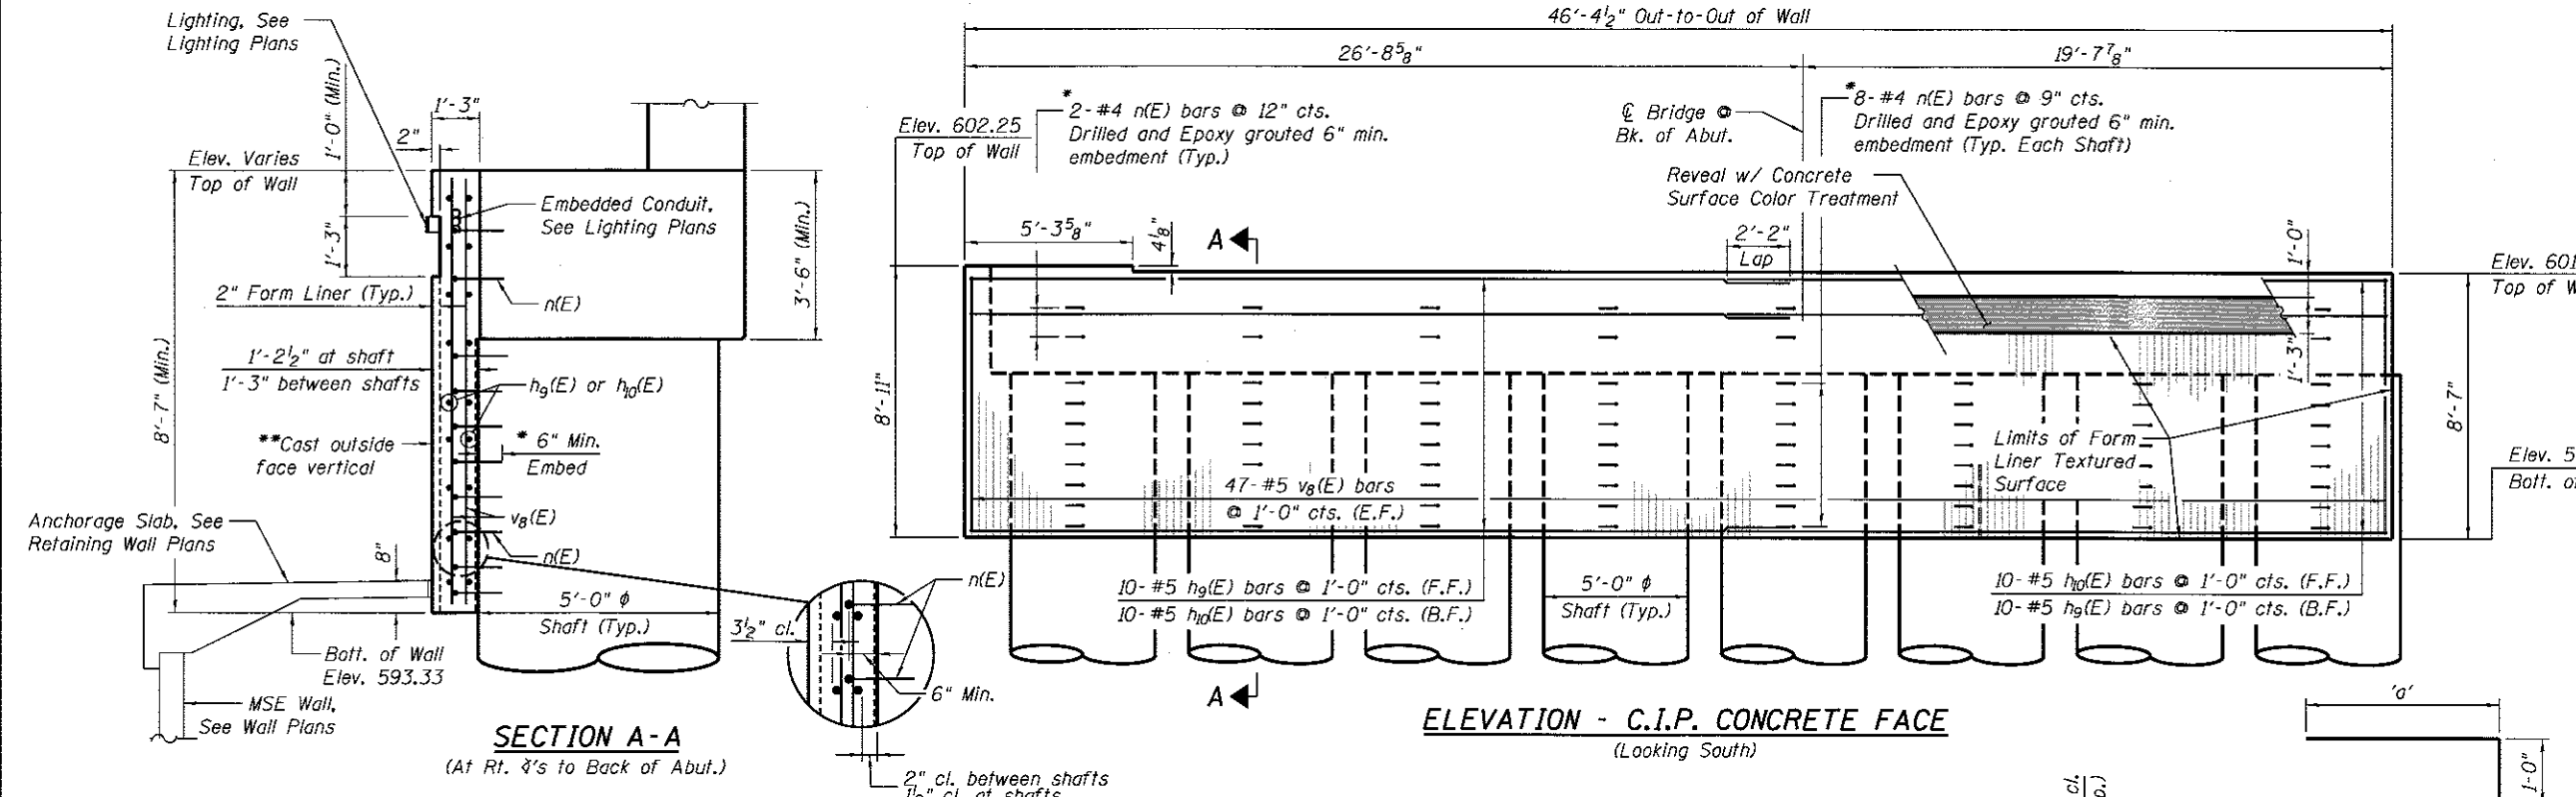 Lighting, See
Lighting Plans
1'-0" (Min.)
1'-3"
2"
Elev. Varies
Top of Wall
Embedded Conduit,
See Lighting Plans
1'-3"
3'-6" (Min.)
2" Form Liner (Typ.)
n(E)
8'-7" (Min.)
1'-2½" at shaft
1'-3" between shafts
h9(E) or h10(E)
**Cast outside
face vertical
* 6" Min.
Embed
v8(E)
n(E)
Anchorage Slab, See
Retaining Wall Plans
8"
5'-0" ϕ
Shaft (Typ.)
Bott. of Wall
Elev. 593.33
MSE Wall,
See Wall Plans
SECTION A-A
(At Rt. ∢'s to Back of Abut.)
n(E)
3½" cl.
6" Min.
2" cl. between shafts
1½" cl. at shafts
46'-4½" Out-to-Out of Wall
26'-8⅝"
19'-7⅞"
Elev. 602.25
Top of Wall
*
2-#4 n(E) bars @ 12" cts.
Drilled and Epoxy grouted 6" min.
embedment (Typ.)
℄ Bridge @
Bk. of Abut.
*8-#4 n(E) bars @ 9" cts.
Drilled and Epoxy grouted 6" min.
embedment (Typ. Each Shaft)
Reveal w/ Concrete
Surface Color Treatment
5'-3⅝"
4⅛"
A
2'-2"
Lap
1'-0"
Elev. 601
Top of W
1'-3"
8'-11"
8'-7"
Limits of Form
Liner Textured
Surface
Elev. 5
Bott. of
47-#5 v8(E) bars
@ 1'-0" cts. (E.F.)
10-#5 h9(E) bars @ 1'-0" cts. (F.F.)
10-#5 h10(E) bars @ 1'-0" cts. (B.F.)
5'-0" ϕ
Shaft (Typ.)
10-#5 h10(E) bars @ 1'-0" cts. (F.F.)
10-#5 h9(E) bars @ 1'-0" cts. (B.F.)
A
ELEVATION - C.I.P. CONCRETE FACE
(Looking South)
'a'
1'-0"
cl.